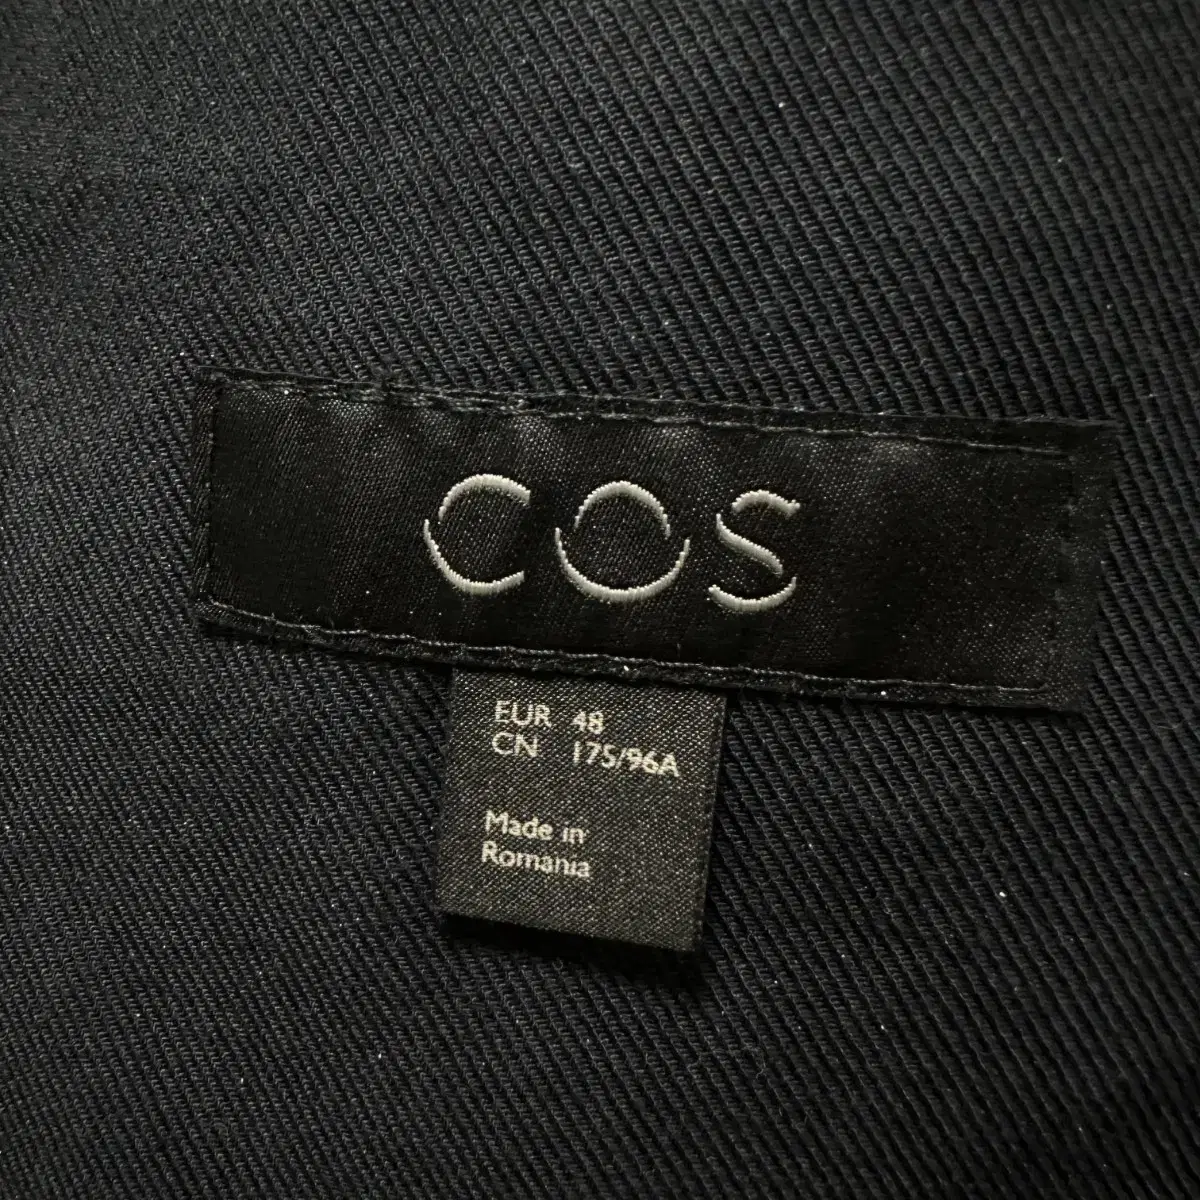 COS
EUR 48
CN 175/96A
Made in
Romania